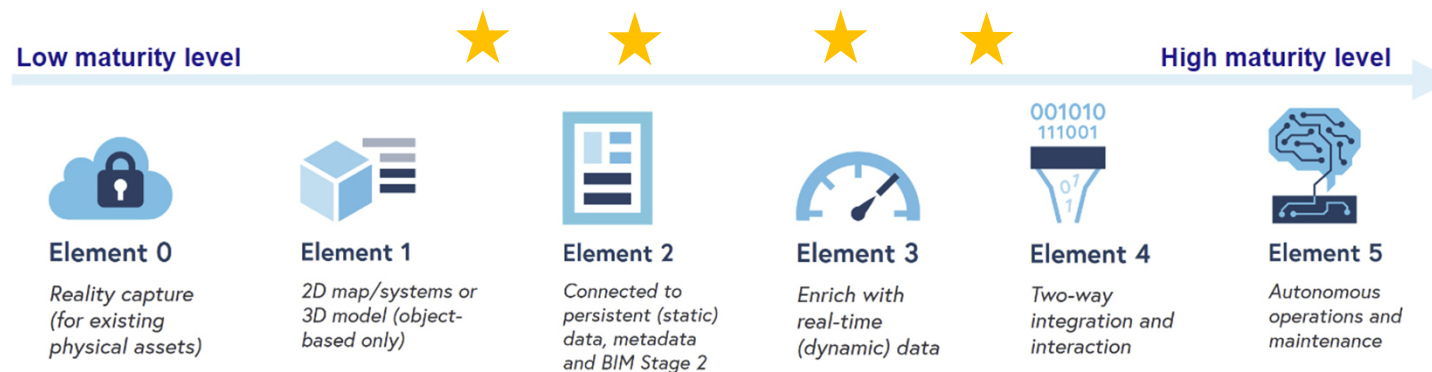 Low maturity level
High maturity level
001010
111001
01
1
Element 0
Reality capture
(for existing
physical assets)
Element 1
2D map/systems or
3D model (object-
based only)
Element 2
Connected to
persistent (static)
data, metadata
and BIM Stage 2
Element 3
Enrich with
real-time
(dynamic) data
Element 4
Two-way
integration and
interaction
Element 5
Autonomous
operations and
maintenance